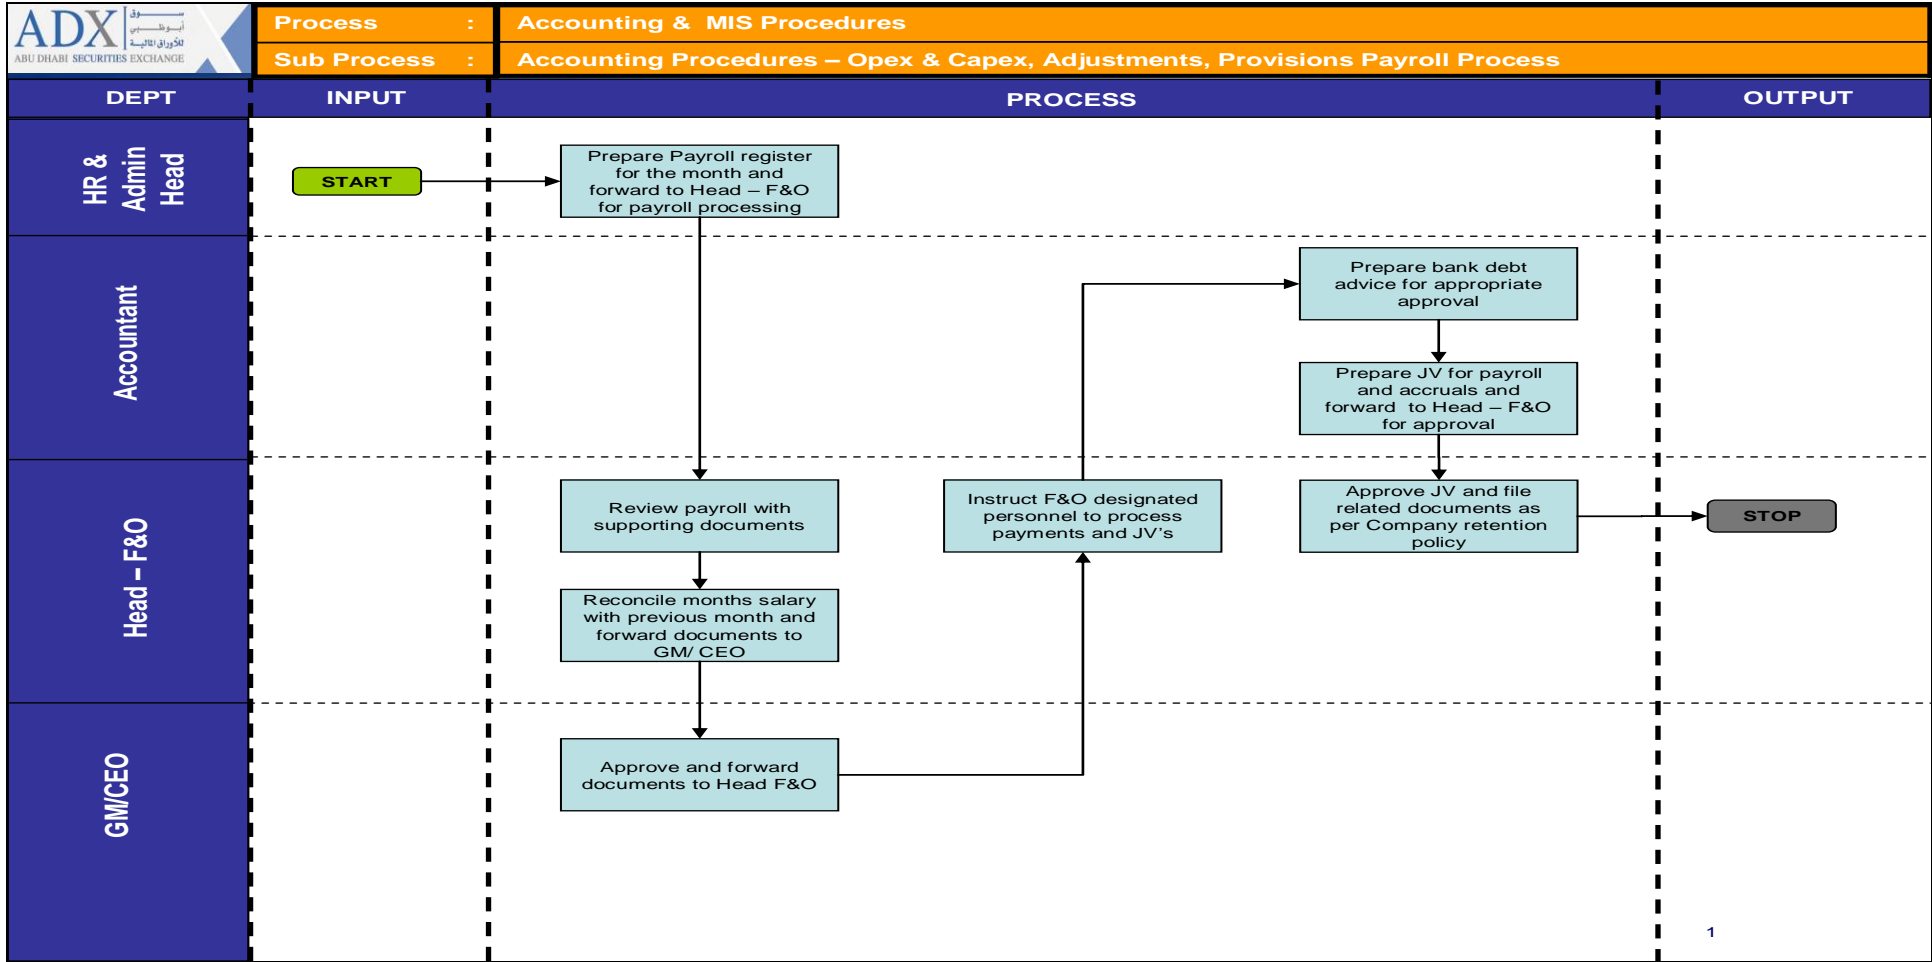 ADX
سوق
أبوظبي
للأوراق المالية
ABU DHABI SECURITIES EXCHANGE
Process : Accounting & MIS Procedures
Sub Process : Accounting Procedures – Opex & Capex, Adjustments, Provisions Payroll Process
DEPT INPUT PROCESS OUTPUT
HR &
Admin
Head
START
Prepare Payroll register
for the month and
forward to Head – F&O
for payroll processing
Accountant
Prepare bank debt
advice for appropriate
approval
Prepare JV for payroll
and accruals and
forward to Head – F&O
for approval
Head – F&O
Review payroll with
supporting documents
Instruct F&O designated
personnel to process
payments and JV's
Approve JV and file
related documents as
per Company retention
policy
STOP
Reconcile months salary
with previous month and
forward documents to
GM/ CEO
GM/CEO
Approve and forward
documents to Head F&O
1